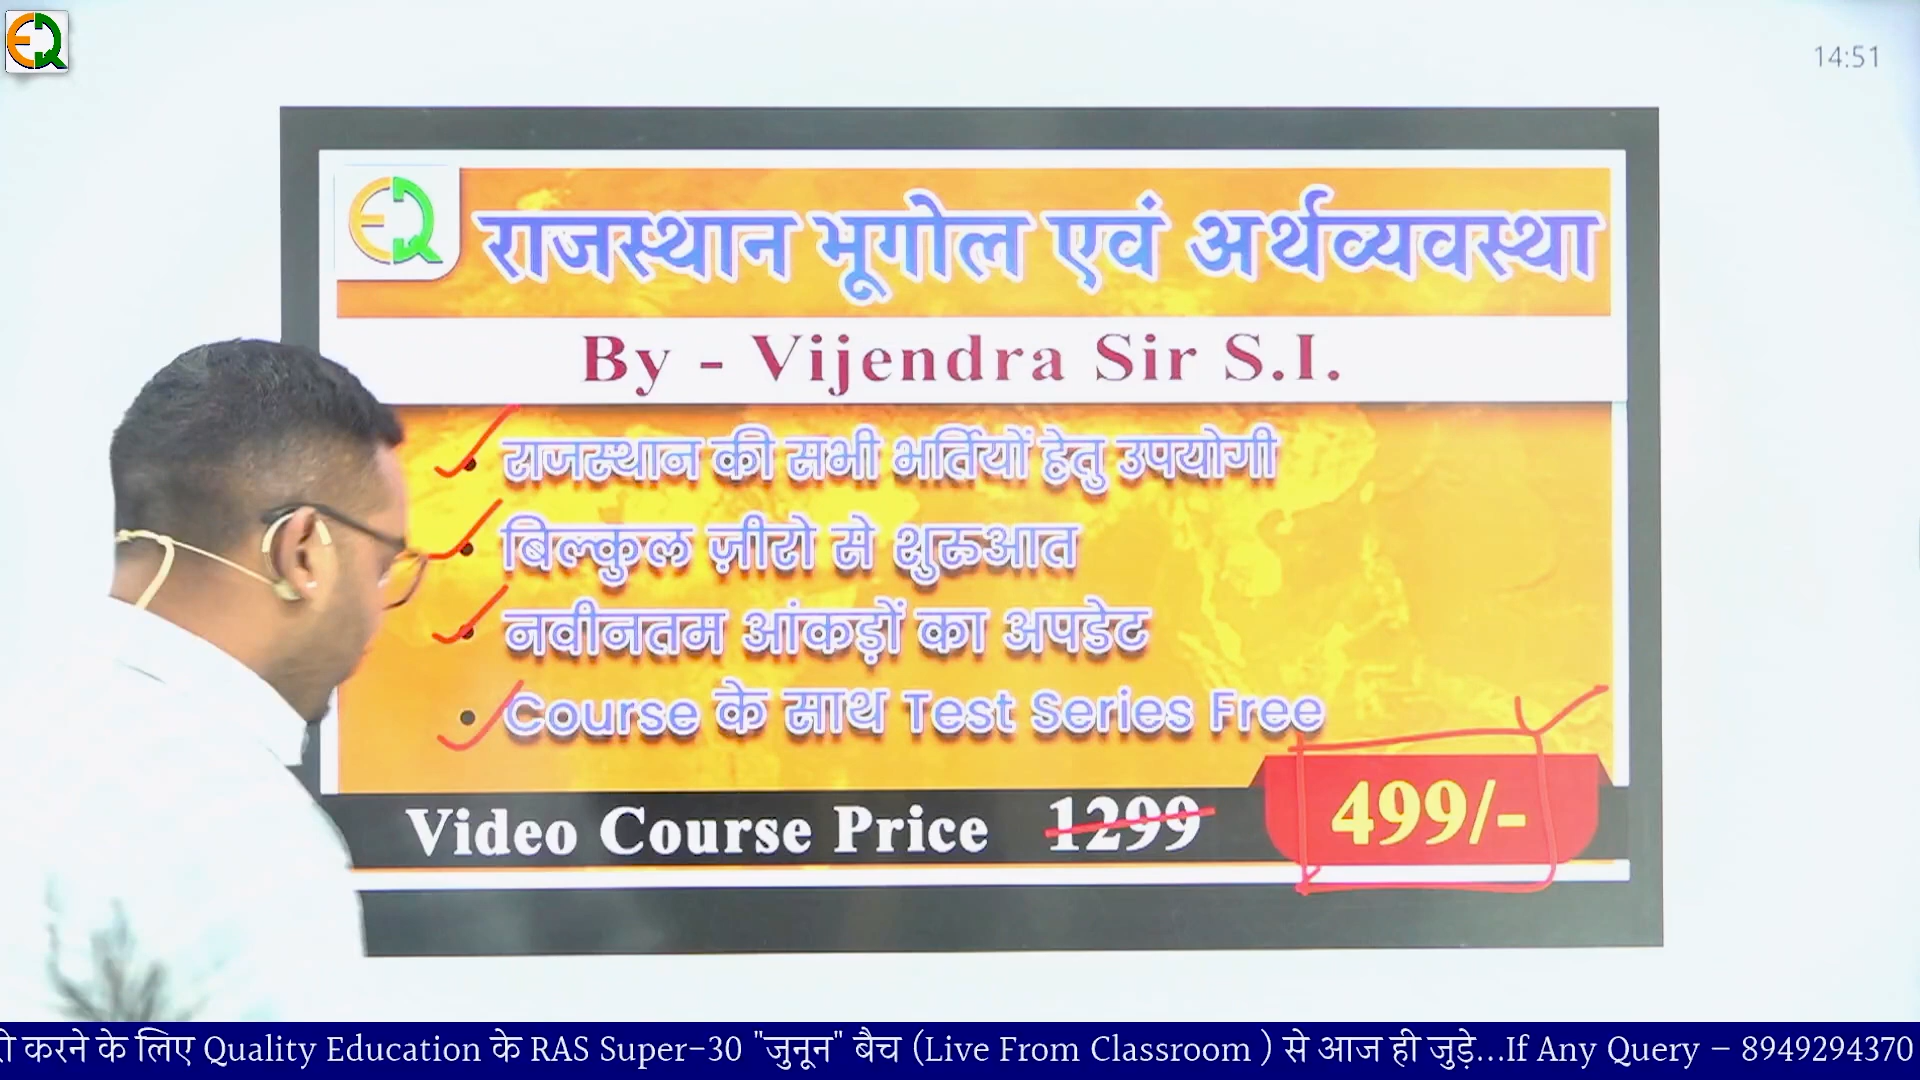 EQ
14:51
EQ
राजस्थान भूगोल एवं अर्थव्यवस्था
By - Vijendra Sir S.I.
• राजस्थान की सभी भर्तियों हेतु उपयोगी
• बिल्कुल ज़ीरो से शुरुआत
• नवीनतम आंकड़ों का अपडेट
• Course के साथ Test Series Free
Video Course Price 1299 499/-
करने के लिए Quality Education के RAS Super-30 "जुनून" बैच (Live From Classroom ) से आज ही जुड़े...If Any Query – 8949294370